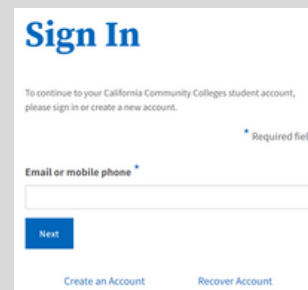 Sign In
To continue to your California Community Colleges student account,
please sign in or create a new account.
* Required fiel
Email or mobile phone *
Next
Create an Account Recover Account